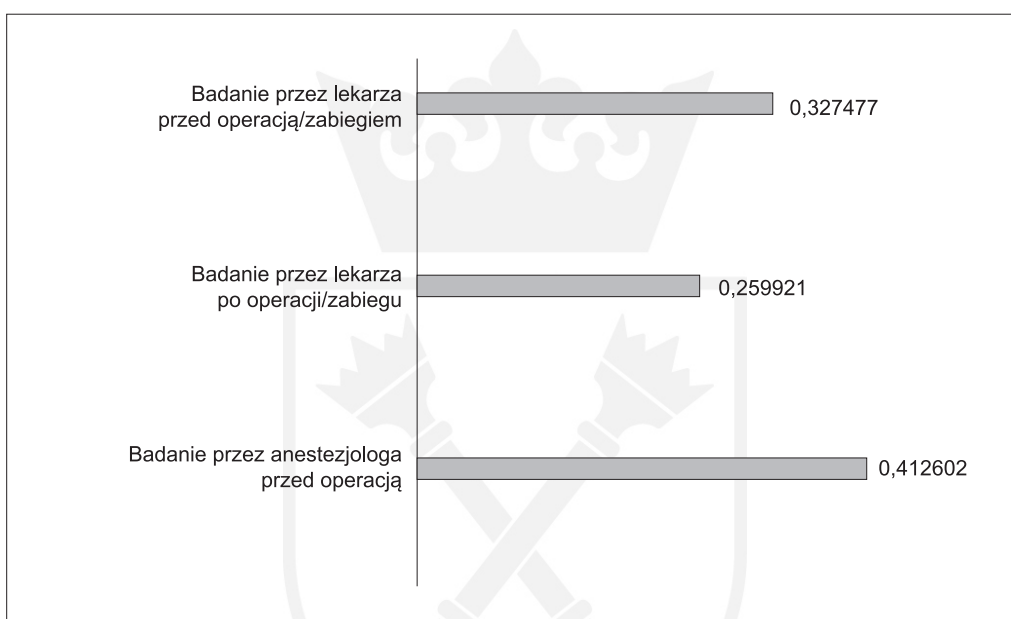 Badanie przez lekarza
przed operacją/zabiegiem
0,327477
Badanie przez lekarza
po operacji/zabiegu
0,259921
Badanie przez anestezjologa
przed operacją
0,412602